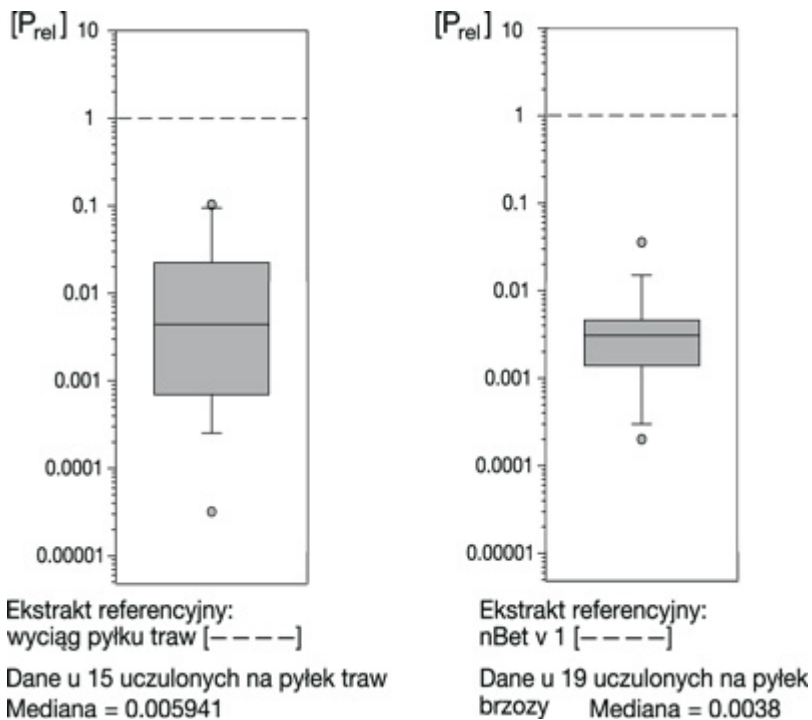 [Prel]
10
1
0.1
0.01
0.001
0.0001
0.00001
Ekstrakt referencyjny:
wyciąg pyłku traw [– – – –]
Dane u 15 uczulonych na pyłek traw
Mediana = 0.005941
[Prel]
10
1
0.1
0.01
0.001
0.0001
0.00001
Ekstrakt referencyjny:
nBet v 1 [– – – –]
Dane u 19 uczulonych na pyłek
brzozy Mediana = 0.0038